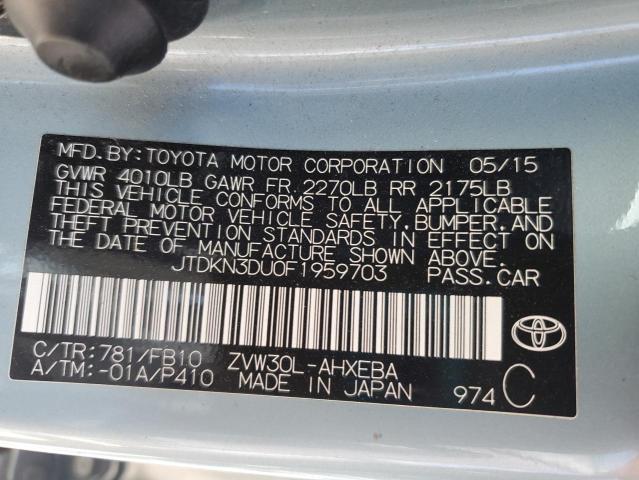 MFD. BY: TOYOTA MOTOR CORPORATION 05/15
GVWR 4010LB GAWR FR. 2270LB RR 2175LB
THIS VEHICLE CONFORMS TO ALL APPLICABLE
FEDERAL MOTOR VEHICLE SAFETY, BUMPER, AND
THEFT PREVENTION STANDARDS IN EFFECT ON
THE DATE OF MANUFACTURE SHOWN ABOVE.
JTDKN3DU0F1959703 PASS. CAR
C/TR: 781/FB10 ZVW30L-AHXEBA
A/TM: -01A/P410 MADE IN JAPAN 974 C